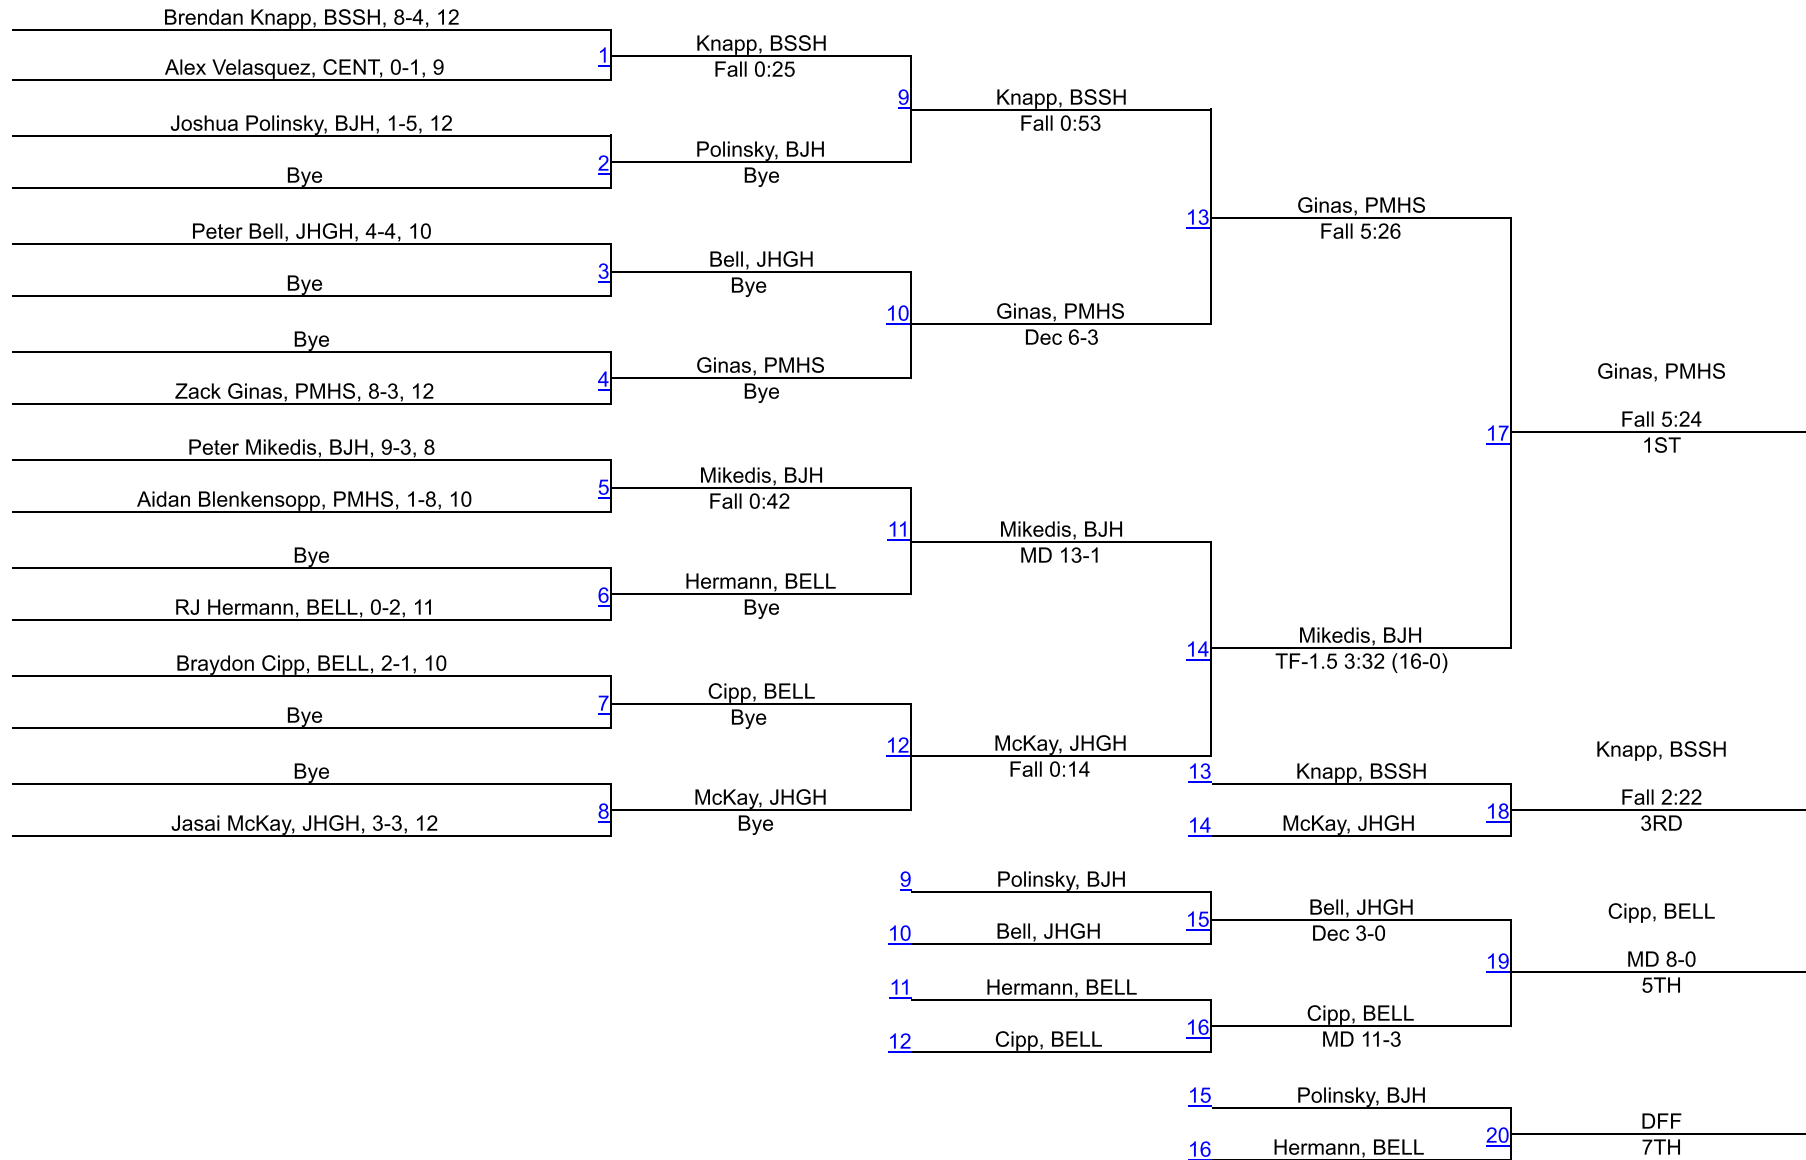 Brendan Knapp, BSSH, 8-4, 12
1
Alex Velasquez, CENT, 0-1, 9
Joshua Polinsky, BJH, 1-5, 12
2
Bye
Peter Bell, JHGH, 4-4, 10
3
Bye
Bye
4
Zack Ginas, PMHS, 8-3, 12
Peter Mikedis, BJH, 9-3, 8
5
Aidan Blenkensopp, PMHS, 1-8, 10
Bye
6
RJ Hermann, BELL, 0-2, 11
Braydon Cipp, BELL, 2-1, 10
7
Bye
Bye
8
Jasai McKay, JHGH, 3-3, 12
Knapp, BSSH
Fall 0:25
9
Polinsky, BJH
Bye
Bell, JHGH
Bye
10
Ginas, PMHS
Bye
Mikedis, BJH
Fall 0:42
11
Hermann, BELL
Bye
Cipp, BELL
Bye
12
McKay, JHGH
Bye
Knapp, BSSH
Fall 0:53
13
Ginas, PMHS
Dec 6-3
Mikedis, BJH
MD 13-1
14
McKay, JHGH
Fall 0:14
Ginas, PMHS
Fall 5:26
17
Mikedis, BJH
TF-1.5 3:32 (16-0)
Ginas, PMHS
Fall 5:24
1ST
13
Knapp, BSSH
18
14
McKay, JHGH
Knapp, BSSH
Fall 2:22
3RD
9
Polinsky, BJH
15
10
Bell, JHGH
11
Hermann, BELL
16
12
Cipp, BELL
Bell, JHGH
Dec 3-0
19
Cipp, BELL
MD 11-3
Cipp, BELL
MD 8-0
5TH
15
Polinsky, BJH
20
16
Hermann, BELL
DFF
7TH